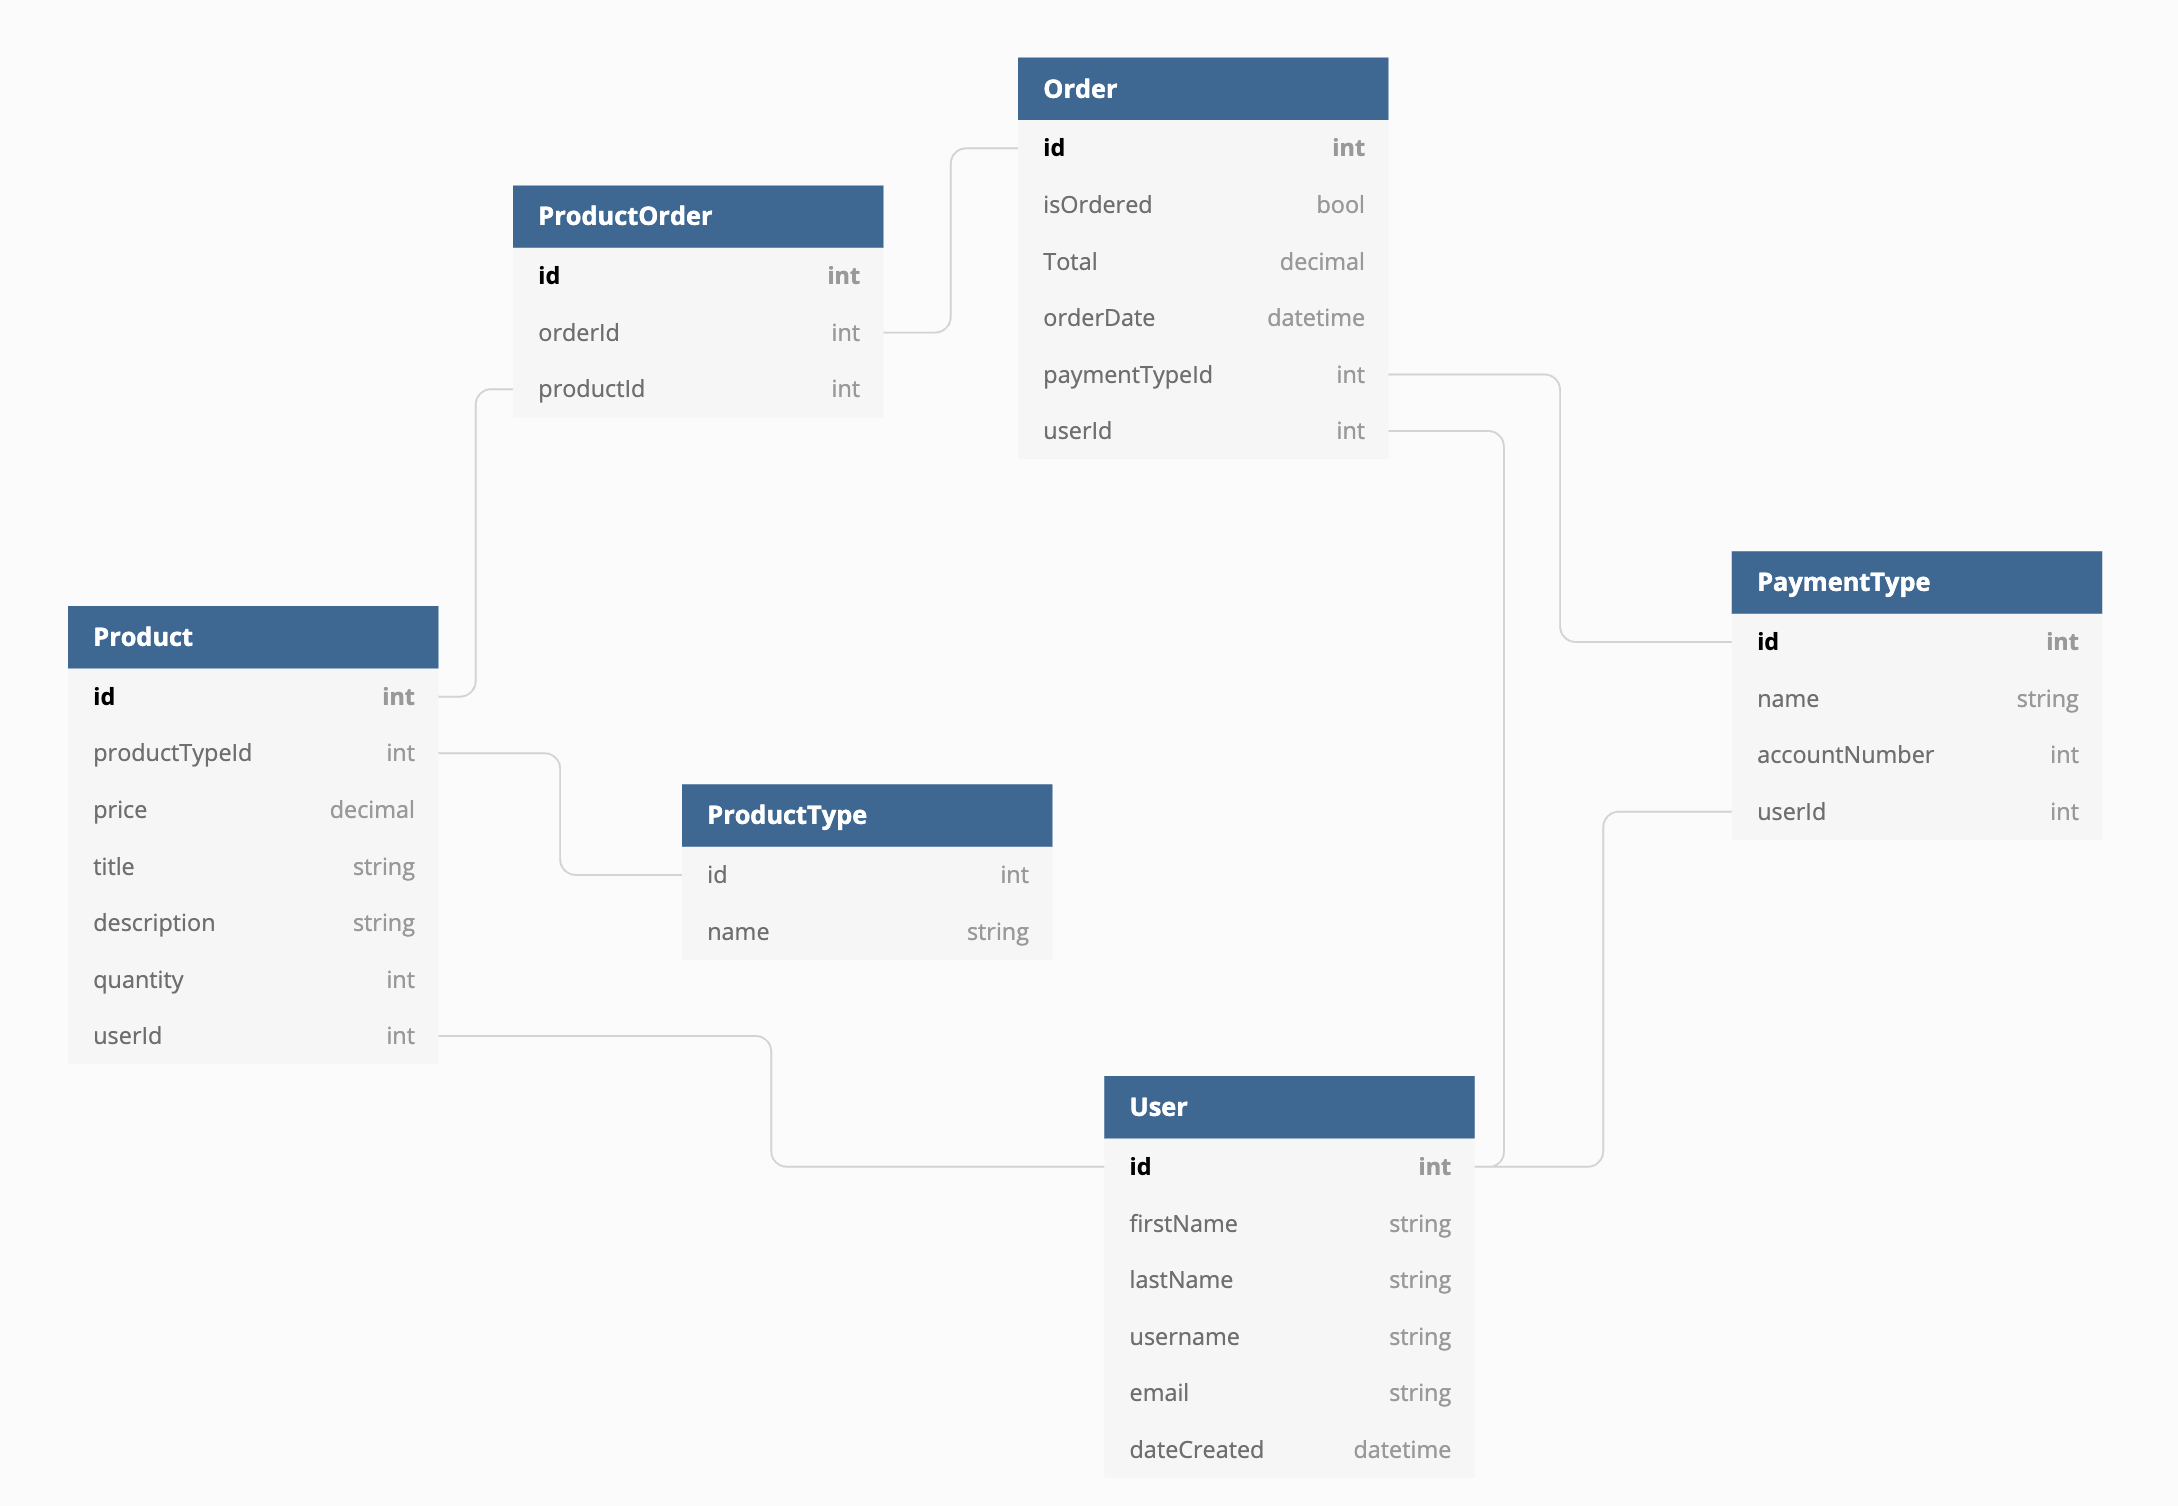 Order
id int
isOrdered bool
Total decimal
orderDate datetime
paymentTypeId int
userId int
ProductOrder
id int
orderId int
productId int
PaymentType
id int
name string
accountNumber int
userId int
Product
id int
productTypeId int
price decimal
title string
description string
quantity int
userId int
ProductType
id int
name string
User
id int
firstName string
lastName string
username string
email string
dateCreated datetime